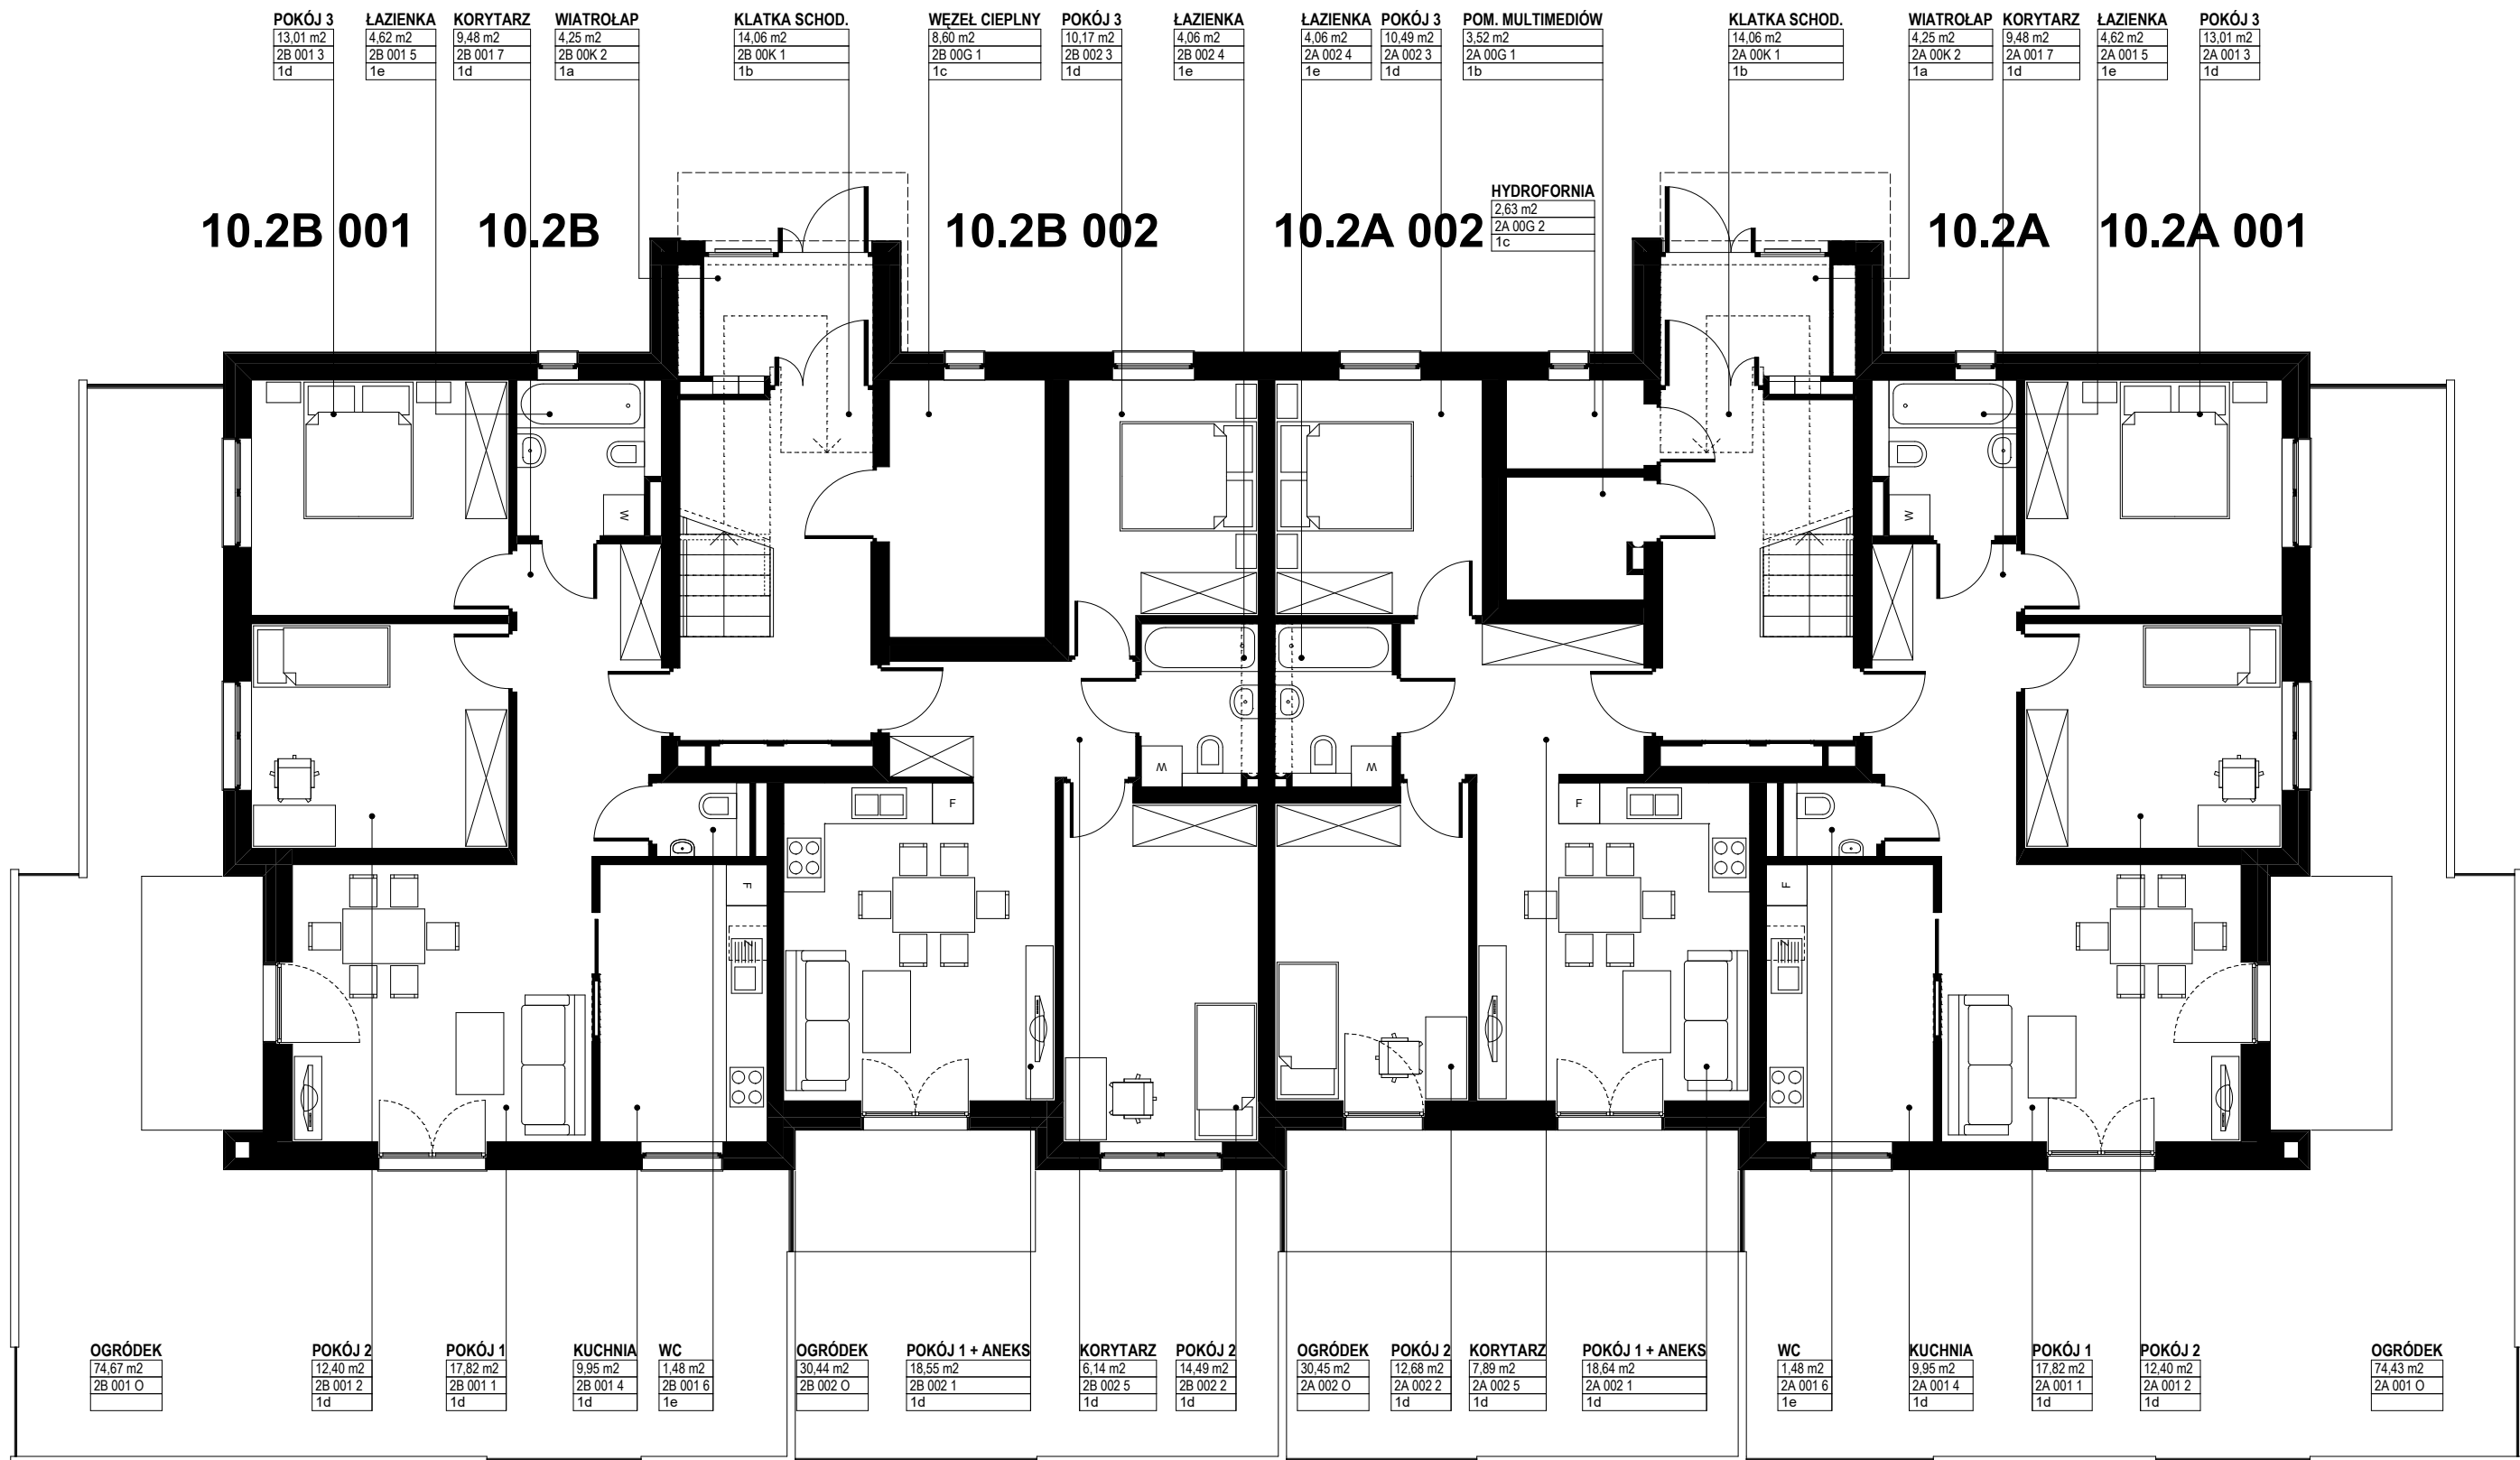 POKÓJ 3
13,01 m2
2B 001 3
1d
ŁAZIENKA
4,62 m2
2B 001 5
1e
KORYTARZ
9,48 m2
2B 001 7
1d
WIATROŁAP
4,25 m2
2B 00K 2
1a
KLATKA SCHOD.
14,06 m2
2B 00K 1
1b
WĘZEŁ CIEPLNY
8,60 m2
2B 00G 1
1c
POKÓJ 3
10,17 m2
2B 002 3
1d
ŁAZIENKA
4,06 m2
2B 002 4
1e
ŁAZIENKA
4,06 m2
2A 002 4
1e
POKÓJ 3
10,49 m2
2A 002 3
1d
POM. MULTIMEDIÓW
3,52 m2
2A 00G 1
1b
KLATKA SCHOD.
14,06 m2
2A 00K 1
1b
WIATROŁAP
4,25 m2
2A 00K 2
1a
KORYTARZ
9,48 m2
2A 001 7
1d
ŁAZIENKA
4,62 m2
2A 001 5
1e
POKÓJ 3
13,01 m2
2A 001 3
1d
HYDROFORNIA
2,63 m2
2A 00G 2
1c
10.2B 001
10.2B
10.2B 002
10.2A 002
10.2A
10.2A 001
W
W
W
W
F
F
F
F
Z
Z
OGRÓDEK
74,67 m2
2B 001 O
POKÓJ 2
12,40 m2
2B 001 2
1d
POKÓJ 1
17,82 m2
2B 001 1
1d
KUCHNIA
9,95 m2
2B 001 4
1d
WC
1,48 m2
2B 001 6
1e
OGRÓDEK
30,44 m2
2B 002 O
POKÓJ 1 + ANEKS
18,55 m2
2B 002 1
1d
KORYTARZ
6,14 m2
2B 002 5
1d
POKÓJ 2
14,49 m2
2B 002 2
1d
OGRÓDEK
30,45 m2
2A 002 O
POKÓJ 2
12,68 m2
2A 002 2
1d
KORYTARZ
7,89 m2
2A 002 5
1d
POKÓJ 1 + ANEKS
18,64 m2
2A 002 1
1d
WC
1,48 m2
2A 001 6
1e
KUCHNIA
9,95 m2
2A 001 4
1d
POKÓJ 1
17,82 m2
2A 001 1
1d
POKÓJ 2
12,40 m2
2A 001 2
1d
OGRÓDEK
74,43 m2
2A 001 O